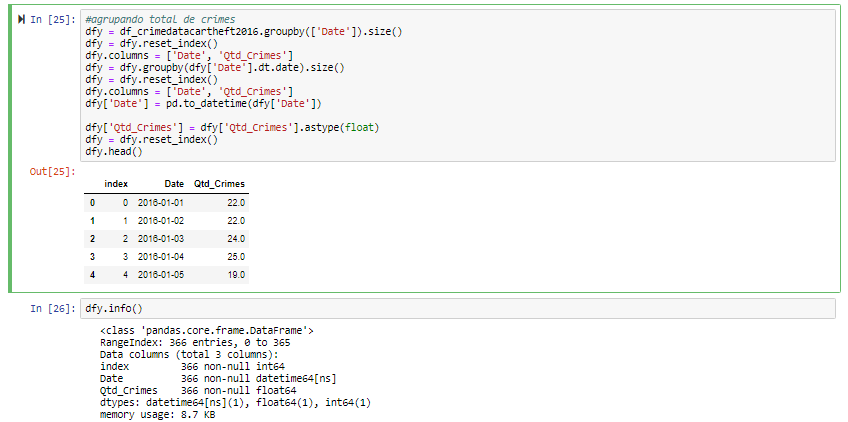 In [25]: #agrupando total de crimes
dfy = df_crimedatacartheft2016.groupby(['Date']).size()
dfy = dfy.reset_index()
dfy.columns = ['Date', 'Qtd_Crimes']
dfy = dfy.groupby(dfy['Date'].dt.date).size()
dfy = dfy.reset_index()
dfy.columns = ['Date', 'Qtd_Crimes']
dfy['Date'] = pd.to_datetime(dfy['Date'])
dfy['Qtd_Crimes'] = dfy['Qtd_Crimes'].astype(float)
dfy = dfy.reset_index()
dfy.head()
Out[25]:
index Date Qtd_Crimes
0 0 2016-01-01 22.0
1 1 2016-01-02 22.0
2 2 2016-01-03 24.0
3 3 2016-01-04 25.0
4 4 2016-01-05 19.0
In [26]: dfy.info()
<class 'pandas.core.frame.DataFrame'>
RangeIndex: 366 entries, 0 to 365
Data columns (total 3 columns):
index 366 non-null int64
Date 366 non-null datetime64[ns]
Qtd_Crimes 366 non-null float64
dtypes: datetime64[ns](1), float64(1), int64(1)
memory usage: 8.7 KB